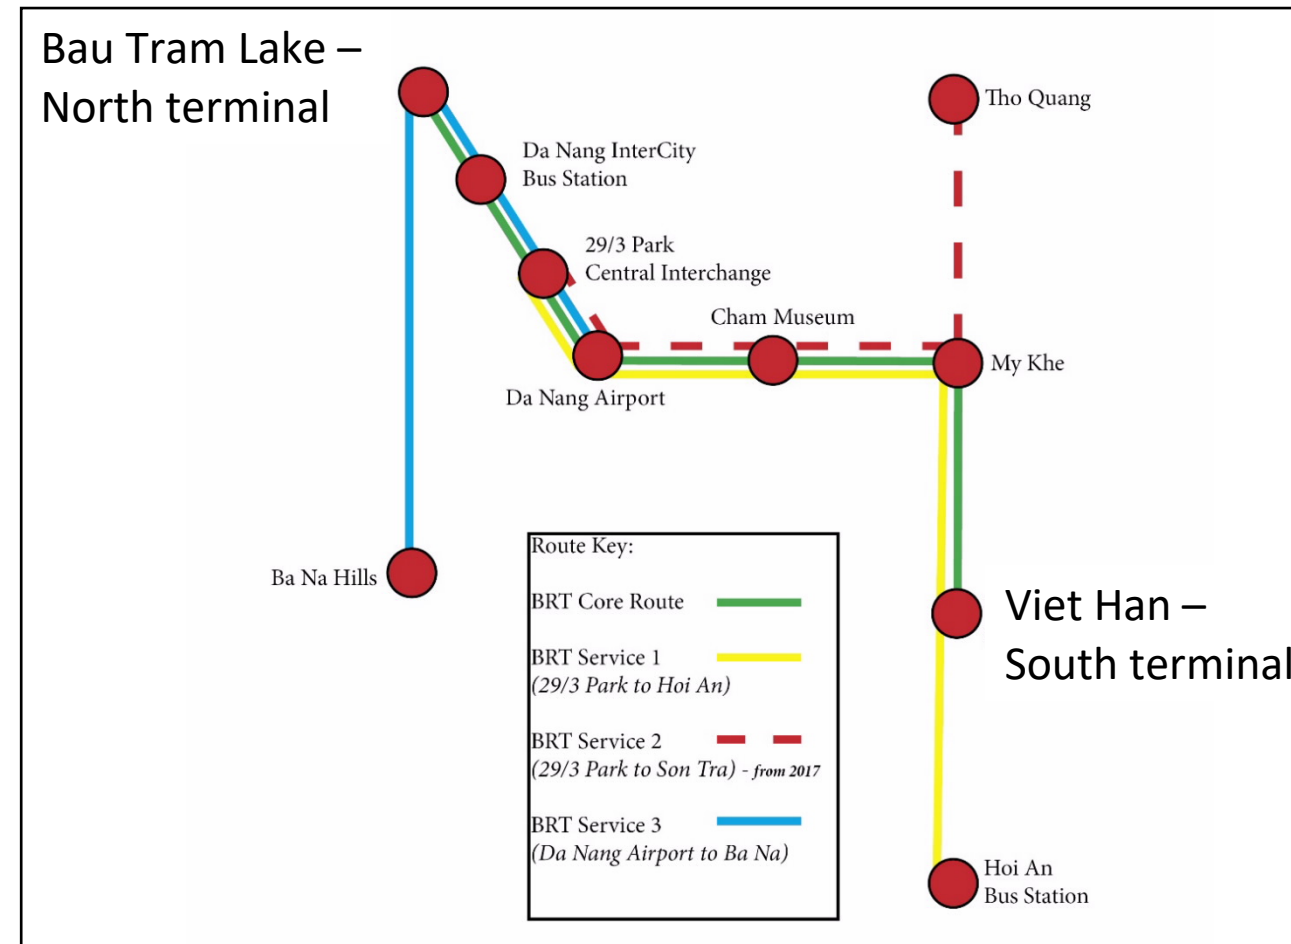 Bau Tram Lake –
North terminal
Tho Quang
Da Nang InterCity
Bus Station
29/3 Park
Central Interchange
Cham Museum
My Khe
Da Nang Airport
Ba Na Hills
Viet Han –
South terminal
Route Key:
BRT Core Route
BRT Service 1
(29/3 Park to Hoi An)
BRT Service 2
(29/3 Park to Son Tra) - from 2017
BRT Service 3
(Da Nang Airport to Ba Na)
Hoi An
Bus Station